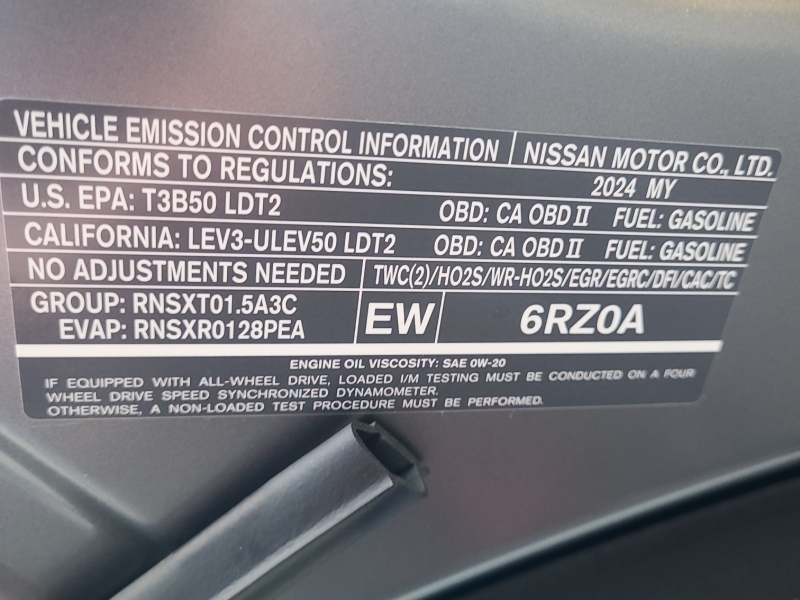 VEHICLE EMISSION CONTROL INFORMATION NISSAN MOTOR CO., LTD.
CONFORMS TO REGULATIONS: 2024 MY
U.S. EPA: T3B50 LDT2 OBD: CA OBD II FUEL: GASOLINE
CALIFORNIA: LEV3-ULEV50 LDT2 OBD: CA OBD II FUEL: GASOLINE
NO ADJUSTMENTS NEEDED TWC(2)/HO2S/WR-HO2S/EGR/EGRC/DFI/CAC/TC
GROUP: RNSXT01.5A3C
EVAP: RNSXR0128PEA
EW
6RZ0A
ENGINE OIL VISCOSITY: SAE 0W-20
IF EQUIPPED WITH ALL-WHEEL DRIVE, LOADED I/M TESTING MUST BE CONDUCTED ON A FOUR
WHEEL DRIVE SPEED SYNCHRONIZED DYNAMOMETER.
OTHERWISE, A NON-LOADED TEST PROCEDURE MUST BE PERFORMED.